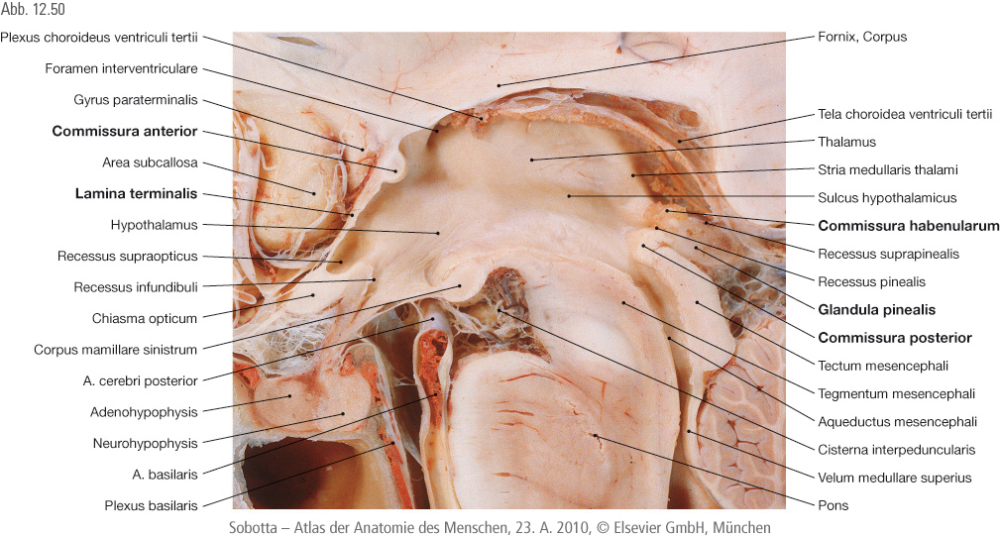 Abb. 12.50
Plexus choroideus ventriculi tertii
Foramen interventriculare
Gyrus paraterminalis
Commissura anterior
Area subcallosa
Lamina terminalis
Hypothalamus
Recessus supraopticus
Recessus infundibuli
Chiasma opticum
Corpus mamillare sinistrum
A. cerebri posterior
Adenohypophysis
Neurohypophysis
A. basilaris
Plexus basilaris
Fornix, Corpus
Tela choroidea ventriculi tertii
Thalamus
Stria medullaris thalami
Sulcus hypothalamicus
Commissura habenularum
Recessus suprapinealis
Recessus pinealis
Glandula pinealis
Commissura posterior
Tectum mesencephali
Tegmentum mesencephali
Aqueductus mesencephali
Cisterna interpeduncularis
Velum medullare superius
Pons
Sobotta – Atlas der Anatomie des Menschen, 23. A. 2010, © Elsevier GmbH, München